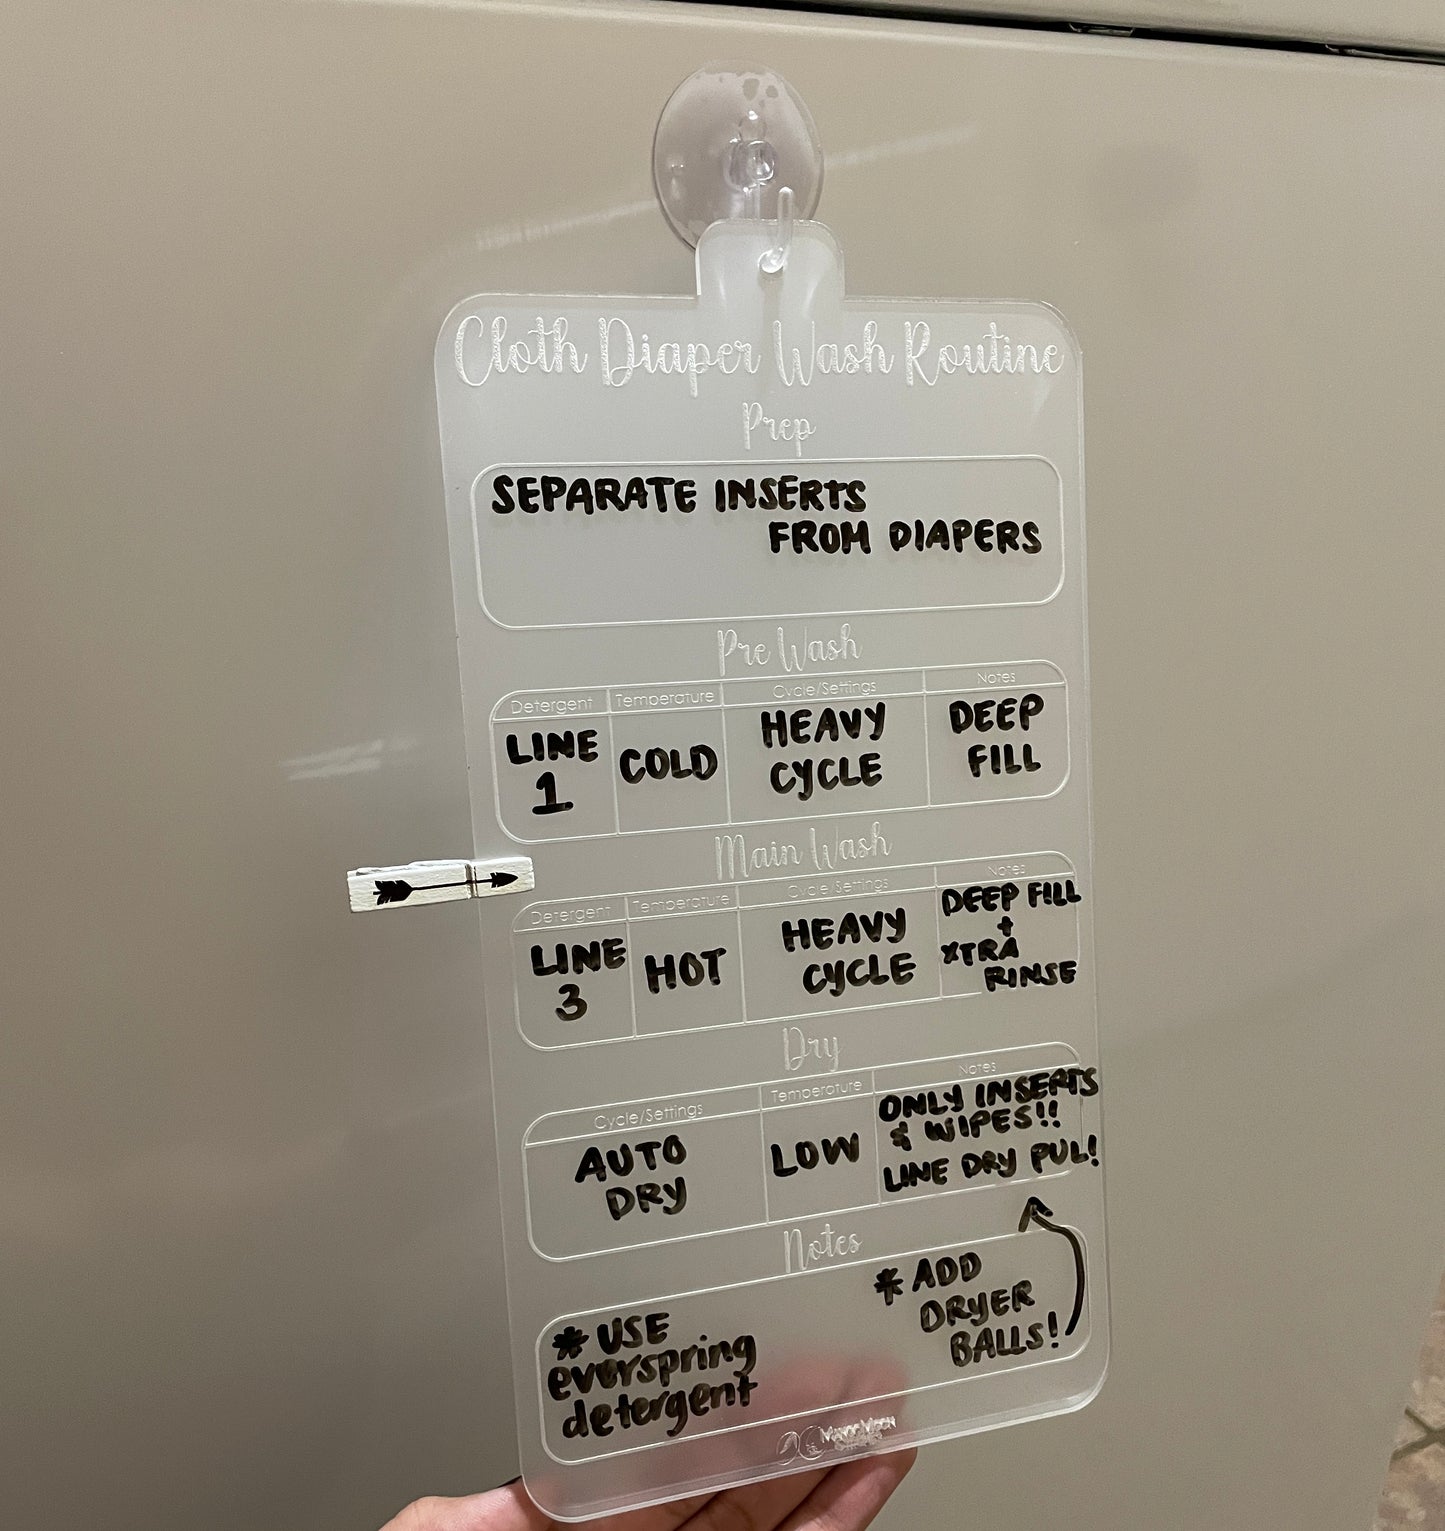 Cloth Diaper Wash Routine
Prep
SEPARATE INSERTS
FROM DIAPERS
Pre Wash
Detergent Temperature Cycle/Settings Notes
LINE 1 COLD HEAVY CYCLE DEEP FILL
Main Wash
Detergent Temperature Cycle/Settings Notes
LINE 3 HOT HEAVY CYCLE DEEP FILL + XTRA RINSE
Dry
Cycle/Settings Temperature Notes
AUTO DRY LOW ONLY INSERTS & WIPES!! LINE DRY PUL!
Notes
* USE
everspring
detergent
* ADD
DRYER
BALLS!